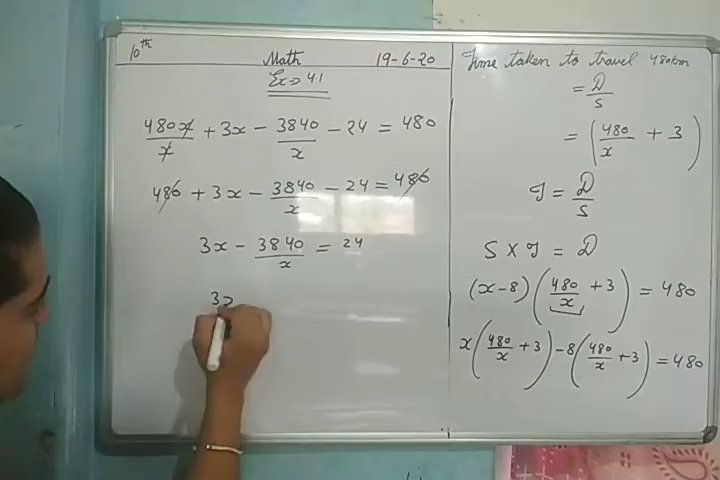 10th Math 19-6-20
Ex → 4.1
480x/x + 3x - 3840/x - 24 = 480
480 + 3x - 3840/x - 24 = 480
3x - 3840/x = 24
3x
Time taken to travel 480km
= D/S
= (480/x + 3)
T = D/S
S × T = D
(x-8)(480/x + 3) = 480
x(480/x + 3) - 8(480/x + 3) = 480